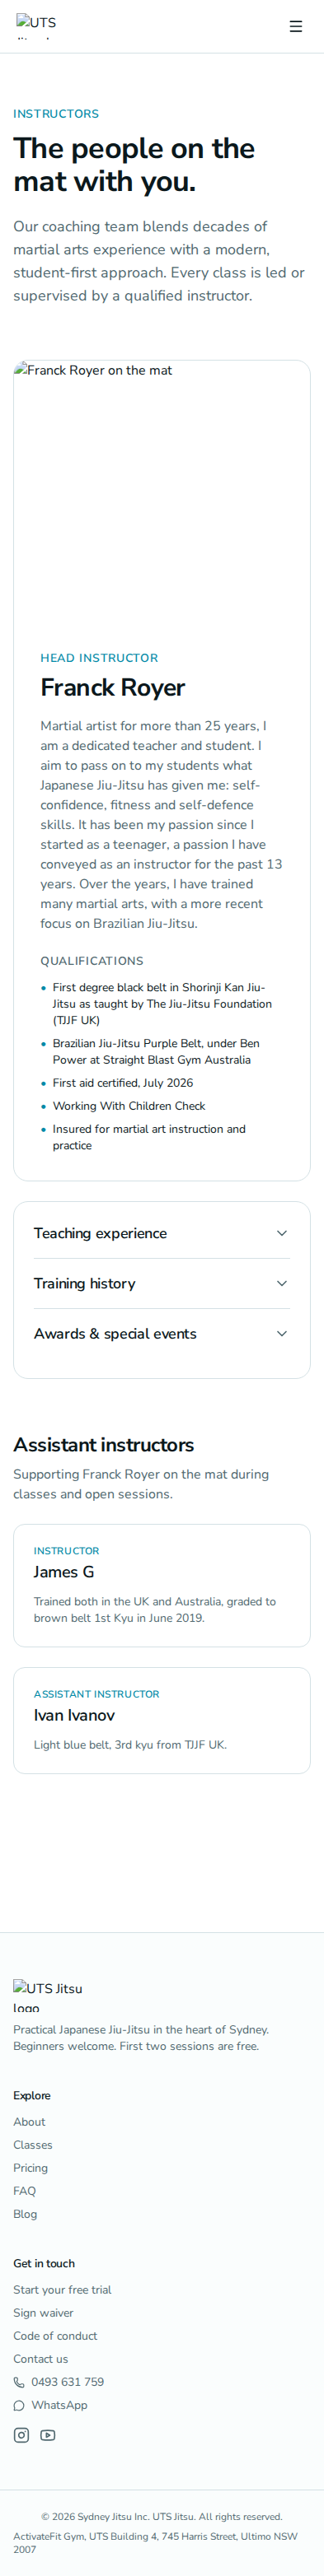 UTS
INSTRUCTORS
The people on the
mat with you.
Our coaching team blends decades of
martial arts experience with a modern,
student-first approach. Every class is led or
supervised by a qualified instructor.
Franck Royer on the mat
HEAD INSTRUCTOR
Franck Royer
Martial artist for more than 25 years, I
am a dedicated teacher and student. I
aim to pass on to my students what
Japanese Jiu-Jitsu has given me: self-
confidence, fitness and self-defence
skills. It has been my passion since I
started as a teenager, a passion I have
conveyed as an instructor for the past 13
years. Over the years, I have trained
many martial arts, with a more recent
focus on Brazilian Jiu-Jitsu.
QUALIFICATIONS
• First degree black belt in Shorinji Kan Jiu-
Jitsu as taught by The Jiu-Jitsu Foundation
(TJJF UK)
• Brazilian Jiu-Jitsu Purple Belt, under Ben
Power at Straight Blast Gym Australia
• First aid certified, July 2026
• Working With Children Check
• Insured for martial art instruction and
practice
Teaching experience
Training history
Awards & special events
Assistant instructors
Supporting Franck Royer on the mat during
classes and open sessions.
INSTRUCTOR
James G
Trained both in the UK and Australia, graded to
brown belt 1st Kyu in June 2019.
ASSISTANT INSTRUCTOR
Ivan Ivanov
Light blue belt, 3rd kyu from TJJF UK.
UTS Jitsu
logo
Practical Japanese Jiu-Jitsu in the heart of Sydney.
Beginners welcome. First two sessions are free.
Explore
About
Classes
Pricing
FAQ
Blog
Get in touch
Start your free trial
Sign waiver
Code of conduct
Contact us
0493 631 759
WhatsApp
© 2026 Sydney Jitsu Inc. UTS Jitsu. All rights reserved.
ActivateFit Gym, UTS Building 4, 745 Harris Street, Ultimo NSW
2007